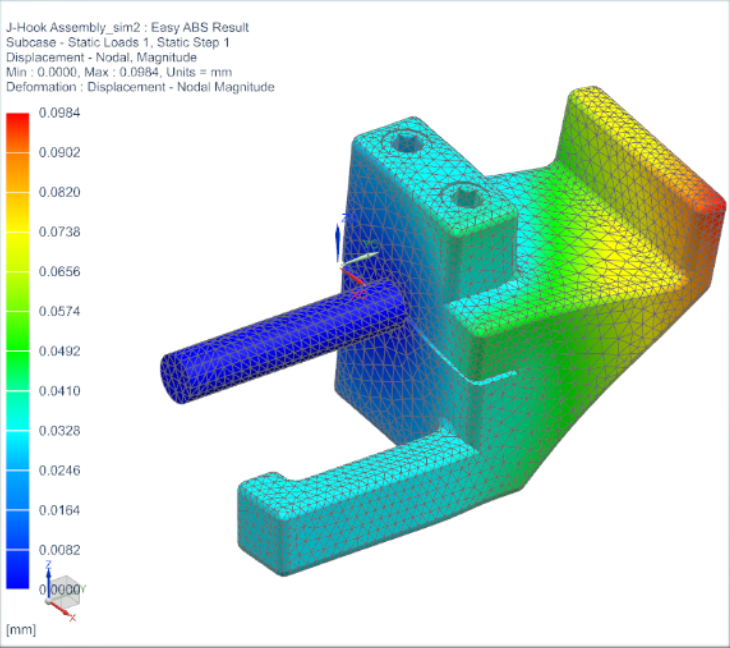 J-Hook Assembly_sim2 : Easy ABS Result
Subcase - Static Loads 1, Static Step 1
Displacement - Nodal, Magnitude
Min : 0.0000, Max : 0.0984, Units = mm
Deformation : Displacement - Nodal Magnitude
0.0984
0.0902
0.0820
0.0738
0.0656
0.0574
0.0492
0.0410
0.0328
0.0246
0.0164
0.0082
0.0000
Z
Z
Y
X
[mm]